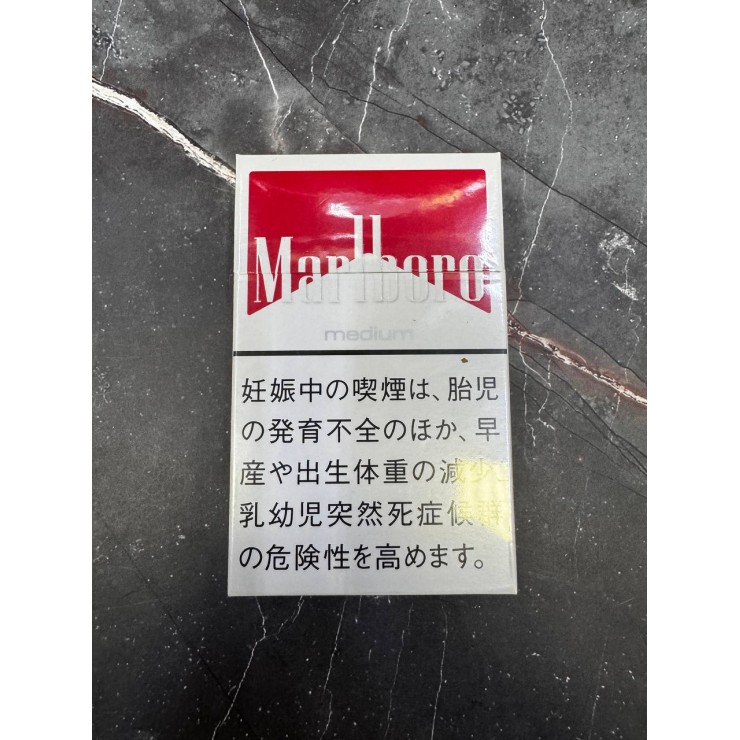 Marlboro
medium
妊娠中の喫煙は、胎児
の発育不全のほか、早
産や出生体重の減少、
乳幼児突然死症候群
の危険性を高めます。